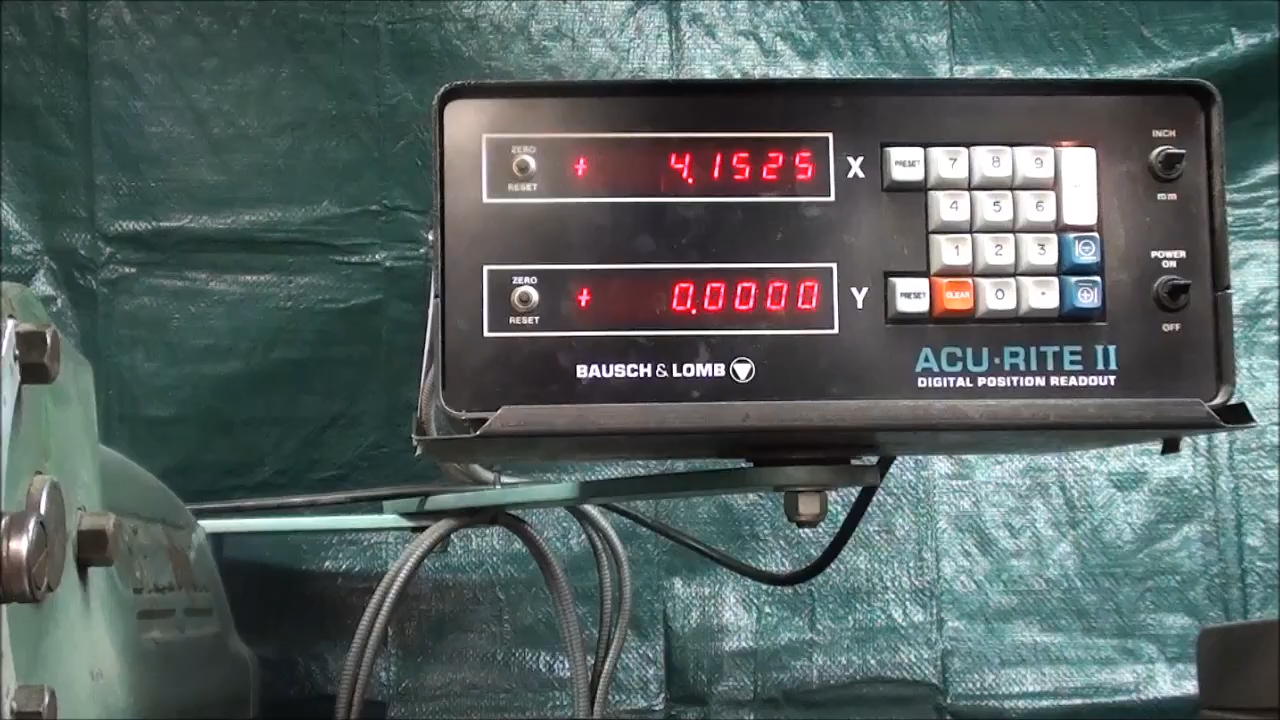 ZERO
RESET
+ 4.1525
X
PRESET 7 8 9
4 5 6
1 2 3
ZERO
RESET
+ 0.0000
Y
PRESET CLEAR 0
INCH
mm
POWER
ON
OFF
BAUSCH & LOMB
ACU·RITE II
DIGITAL POSITION READOUT